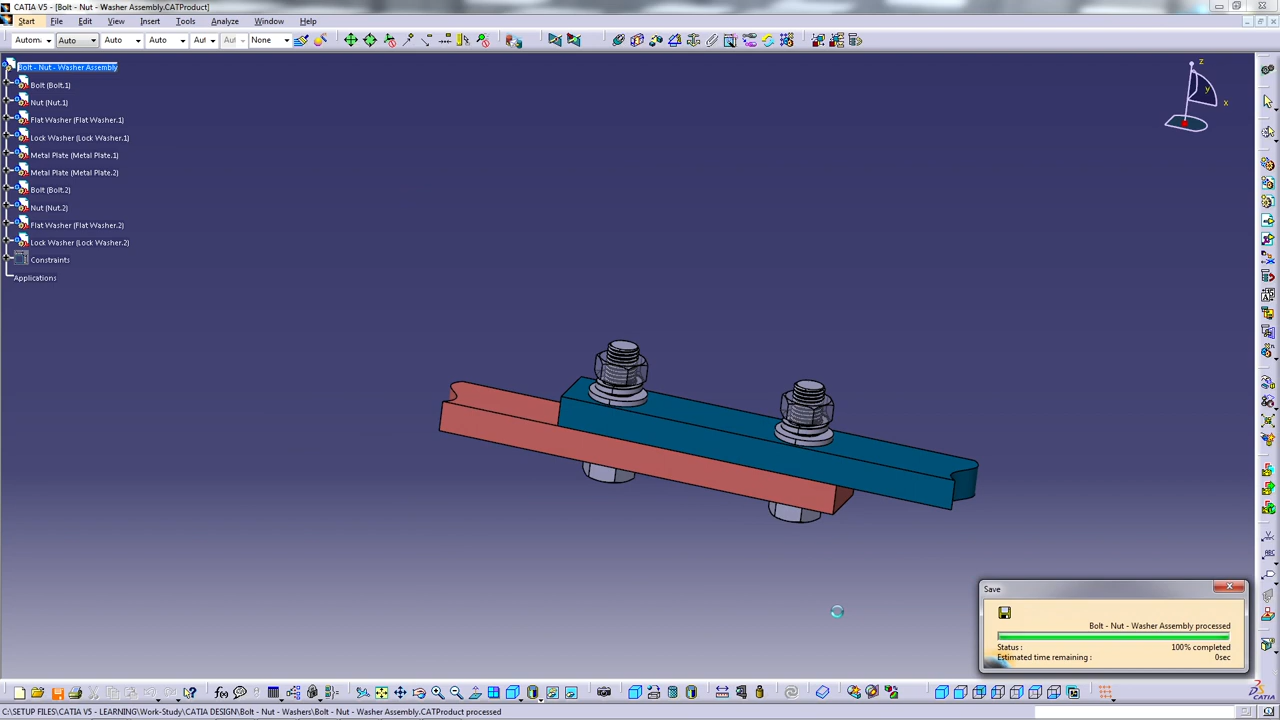 CATIA V5 - [Bolt - Nut - Washer Assembly.CATProduct]
Start File Edit View Insert Tools Analyze Window Help
Autom Auto Auto Auto Aut Aut None
Bolt - Nut - Washer Assembly
Bolt (Bolt.1)
Nut (Nut.1)
Flat Washer (Flat Washer.1)
Lock Washer (Lock Washer.1)
Metal Plate (Metal Plate.1)
Metal Plate (Metal Plate.2)
Bolt (Bolt.2)
Nut (Nut.2)
Flat Washer (Flat Washer.2)
Lock Washer (Lock Washer.2)
Constraints
Applications
z
y
x
Save
Bolt - Nut - Washer Assembly processed
Status : 100% completed
Estimated time remaining : 0sec
C:\SETUP FILES\CATIA V5 - LEARNING\Work-Study\CATIA DESIGN\Bolt - Nut - Washers\Bolt - Nut - Washer Assembly.CATProduct processed
CATIA